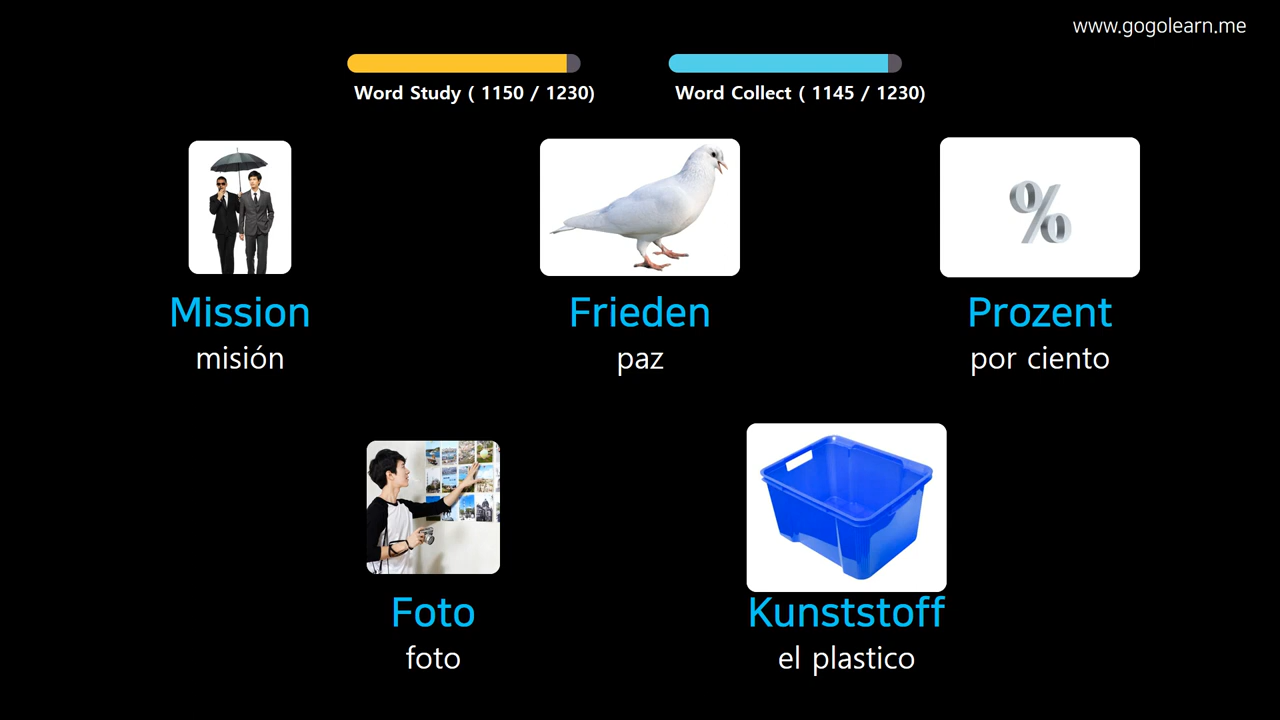 www.gogolearn.me
Word Study ( 1150 / 1230)
Word Collect ( 1145 / 1230)
%
Mission
misión
Frieden
paz
Prozent
por ciento
Foto
foto
Kunststoff
el plastico